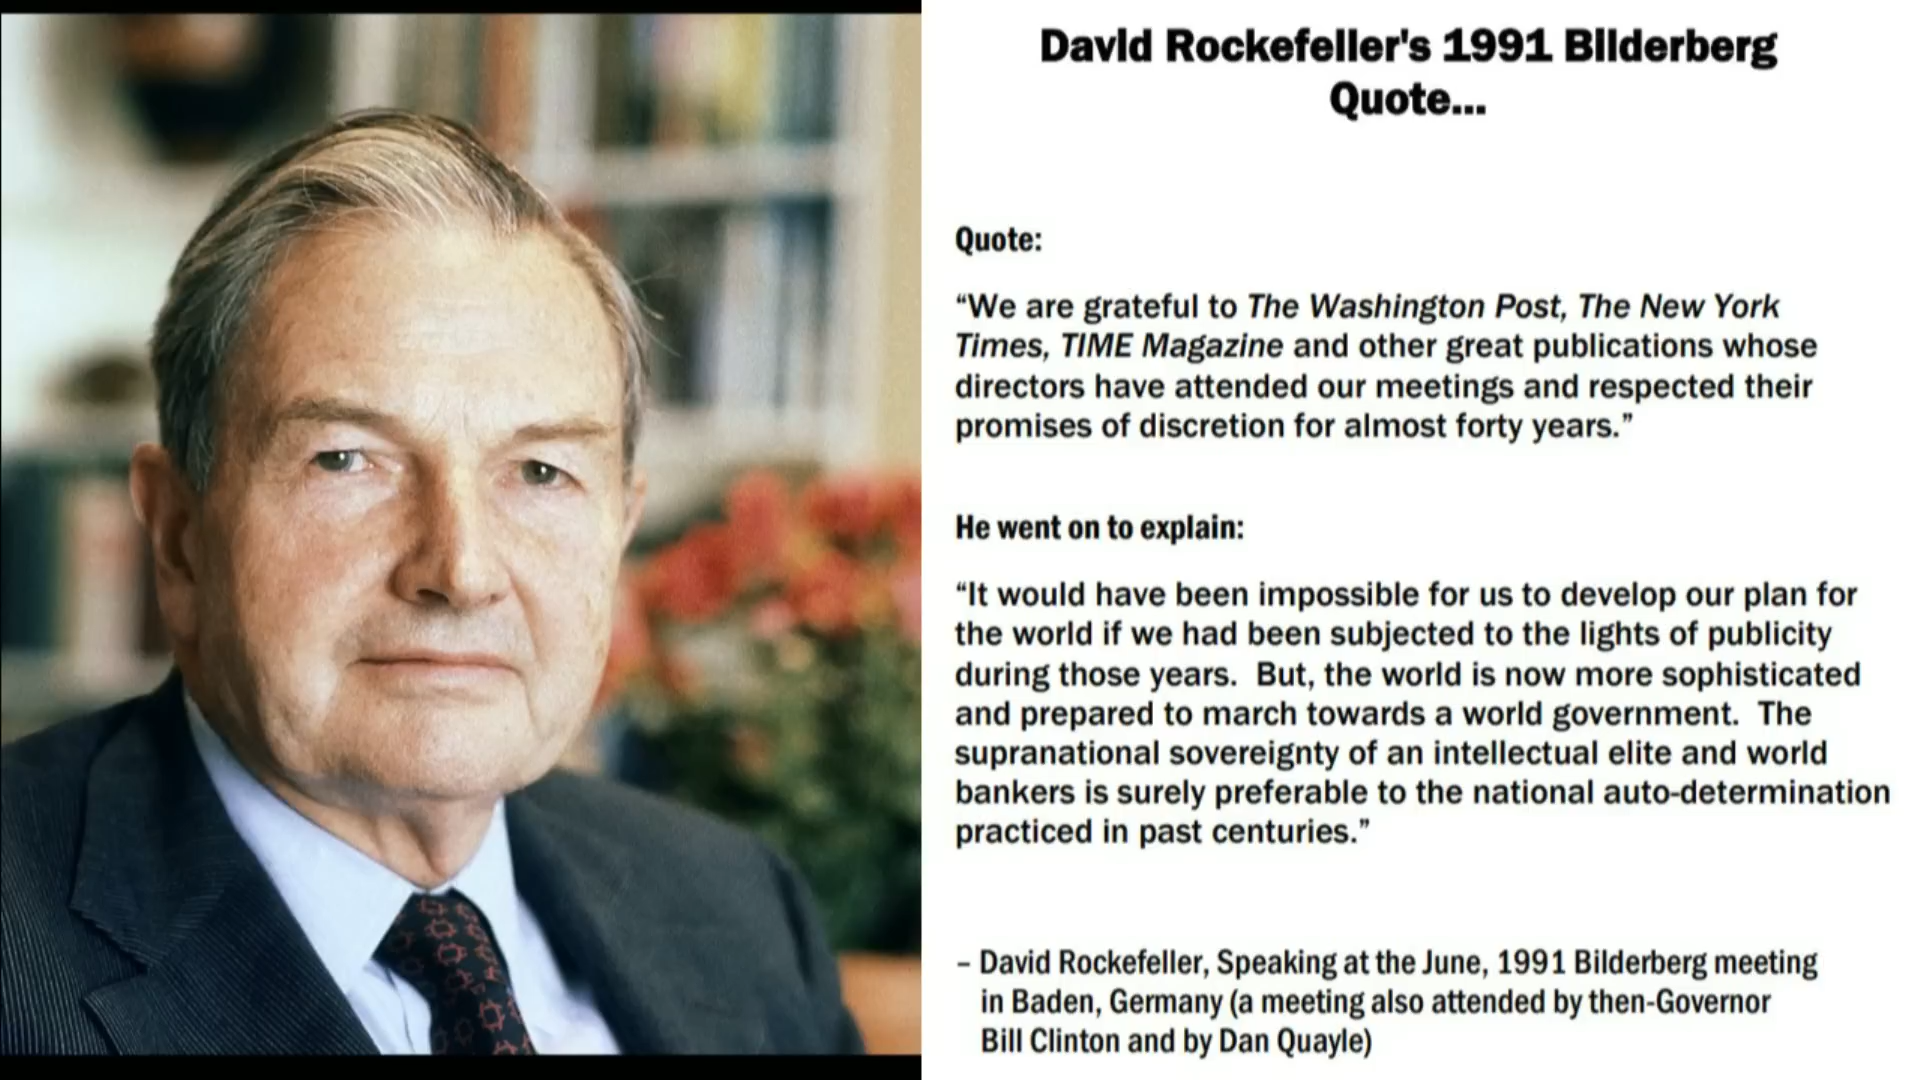 David Rockefeller's 1991 Bilderberg
Quote...
Quote:
“We are grateful to The Washington Post, The New York
Times, TIME Magazine and other great publications whose
directors have attended our meetings and respected their
promises of discretion for almost forty years.”
He went on to explain:
“It would have been impossible for us to develop our plan for
the world if we had been subjected to the lights of publicity
during those years.  But, the world is now more sophisticated
and prepared to march towards a world government.  The
supranational sovereignty of an intellectual elite and world
bankers is surely preferable to the national auto-determination
practiced in past centuries.”
– David Rockefeller, Speaking at the June, 1991 Bilderberg meeting
in Baden, Germany (a meeting also attended by then-Governor
Bill Clinton and by Dan Quayle)